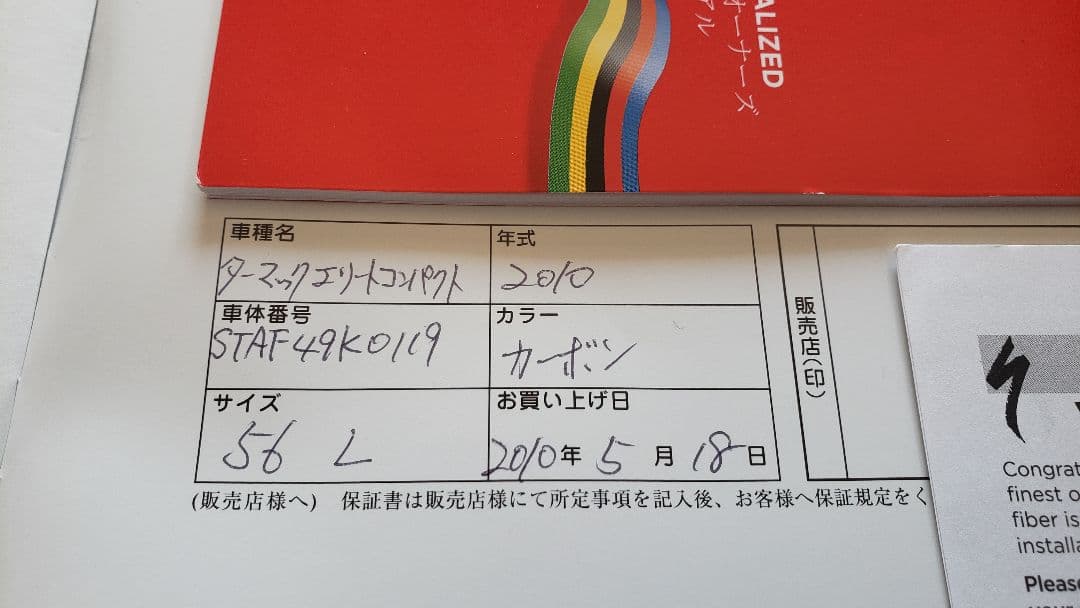 ALIZED
オーナーズ
アル
車種名
ターマックエリートコンパクト
年式
2010
車体番号
STAF49K0119
カラー
カーボン
サイズ
56 L
お買い上げ日
2010年 5 月 18日
販売店(印)
(販売店様へ) 保証書は販売店様にて所定事項を記入後、お客様へ保証規定をく
Congrat
finest o
fiber is
installa
Please